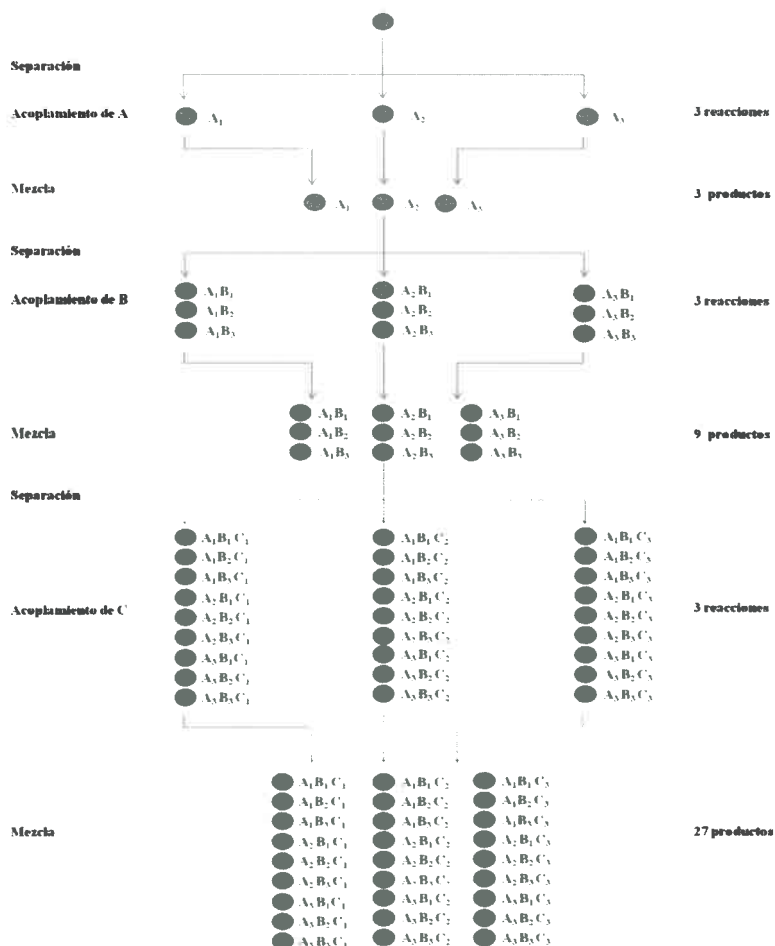 Separación
Acoplamiento de A A₁ A₂ A₃ 3 reacciones
Mezcla A₁ A₂ A₃ 3 productos
Separación
Acoplamiento de B
A₁B₁ A₂B₁ A₃B₁ 3 reacciones
A₁B₂ A₂B₂ A₃B₂
A₁B₃ A₂B₃ A₃B₃
A₁B₁ A₂B₁ A₃B₁
Mezcla A₁B₂ A₂B₂ A₃B₂ 9 productos
A₁B₃ A₂B₃ A₃B₃
Separación
A₁B₁C₁ A₁B₁C₂ A₁B₁C₃
A₁B₂C₁ A₁B₂C₂ A₁B₂C₃
A₁B₃C₁ A₁B₃C₂ A₁B₃C₃
A₂B₁C₁ A₂B₁C₂ A₂B₁C₃
Acoplamiento de C A₂B₂C₁ A₂B₂C₂ A₂B₂C₃ 3 reacciones
A₂B₃C₁ A₂B₃C₂ A₂B₃C₃
A₃B₁C₁ A₃B₁C₂ A₃B₁C₃
A₃B₂C₁ A₃B₂C₂ A₃B₂C₃
A₃B₃C₁ A₃B₃C₂ A₃B₃C₃
A₁B₁C₁ A₁B₁C₂ A₁B₁C₃
A₁B₂C₁ A₁B₂C₂ A₁B₂C₃
A₁B₃C₁ A₁B₃C₂ A₁B₃C₃
Mezcla A₂B₁C₁ A₂B₁C₂ A₂B₁C₃ 27 productos
A₂B₂C₁ A₂B₂C₂ A₂B₂C₃
A₂B₃C₁ A₂B₃C₂ A₂B₃C₃
A₃B₁C₁ A₃B₁C₂ A₃B₁C₃
A₃B₂C₁ A₃B₂C₂ A₃B₂C₃
A₃B₃C₁ A₃B₃C₂ A₃B₃C₃